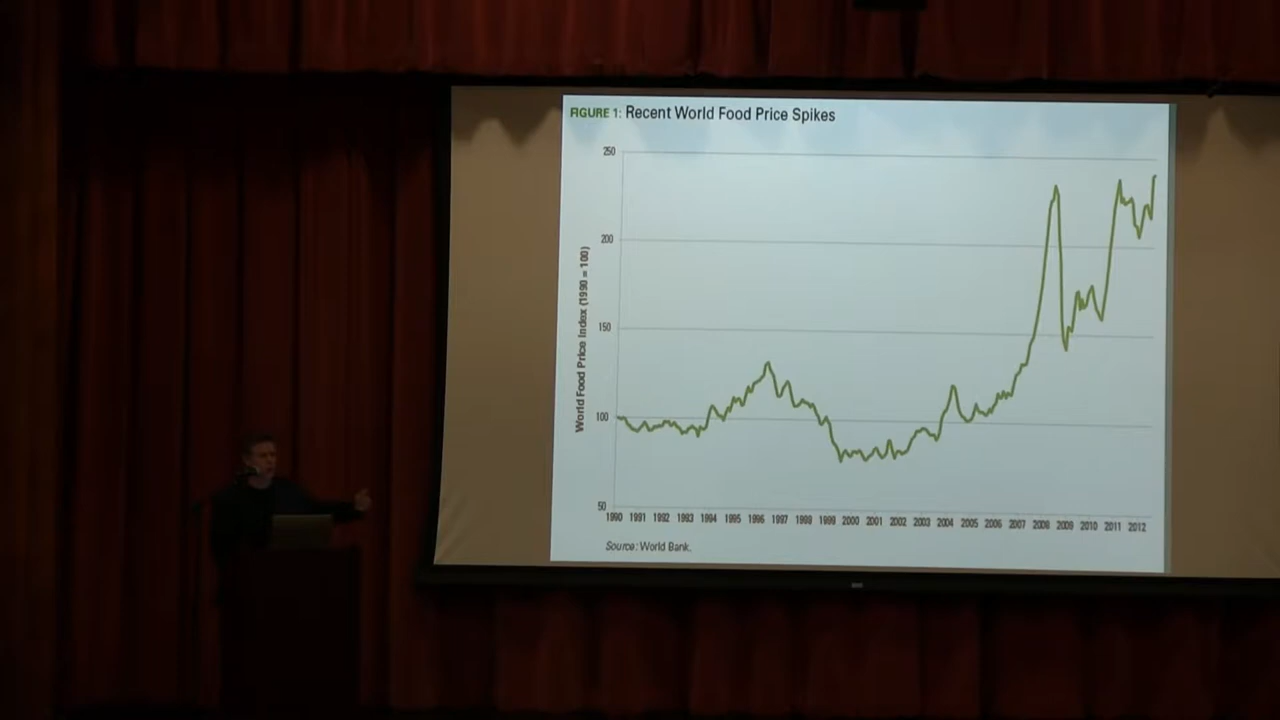 FIGURE 1: Recent World Food Price Spikes
250
200
150
100
50
World Food Price Index (1990 = 100)
1990 1991 1992 1993 1994 1995 1996 1997 1998 1999 2000 2001 2002 2003 2004 2005 2006 2007 2008 2009 2010 2011 2012
Source: World Bank.